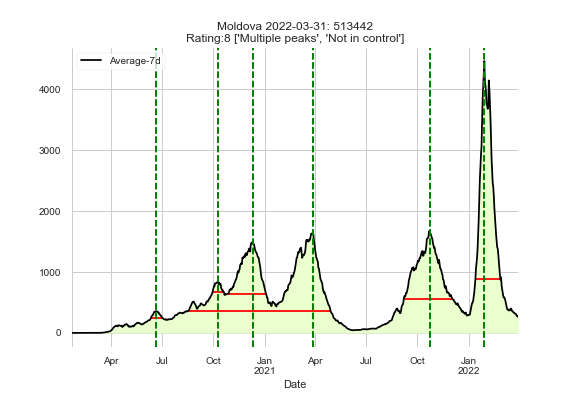 Moldova 2022-03-31: 513442
Rating:8 ['Multiple peaks', 'Not in control']
Average-7d
4000
3000
2000
1000
0
Apr Jul Oct Jan Apr Jul Oct Jan
2021 2022
Date